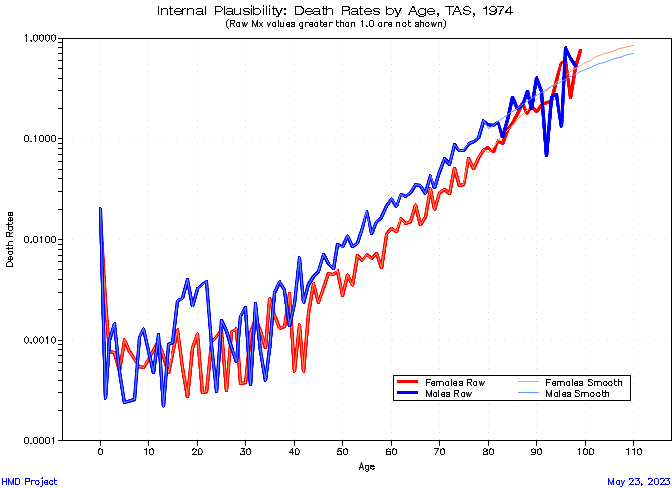 Internal Plausibility: Death Rates by Age, TAS, 1974
(Raw Mx values greater than 1.0 are not shown)
1.0000
0.1000
0.0100
0.0010
0.0001
Death Rates
0 10 20 30 40 50 60 70 80 90 100 110
Age
Females Raw Females Smooth
Males Raw Males Smooth
HMD Project May 23, 2023